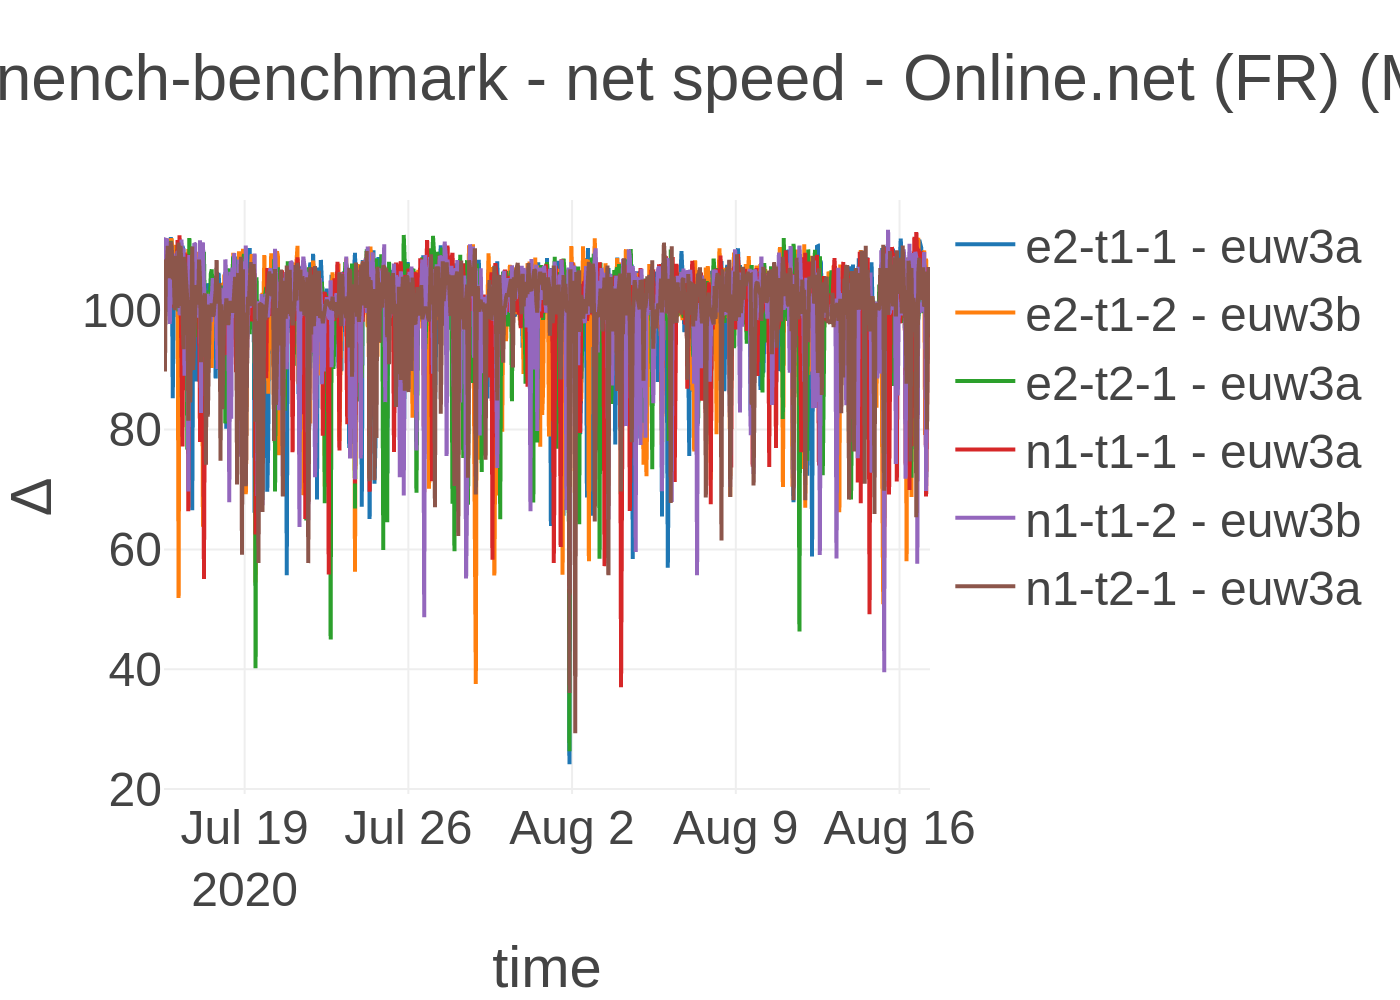 nench-benchmark - net speed - Online.net (FR) (M
e2-t1-1 - euw3a
e2-t1-2 - euw3b
e2-t2-1 - euw3a
n1-t1-1 - euw3a
n1-t1-2 - euw3b
n1-t2-1 - euw3a
100
80
60
40
20
Δ
Jul 19 Jul 26 Aug 2 Aug 9 Aug 16
2020
time